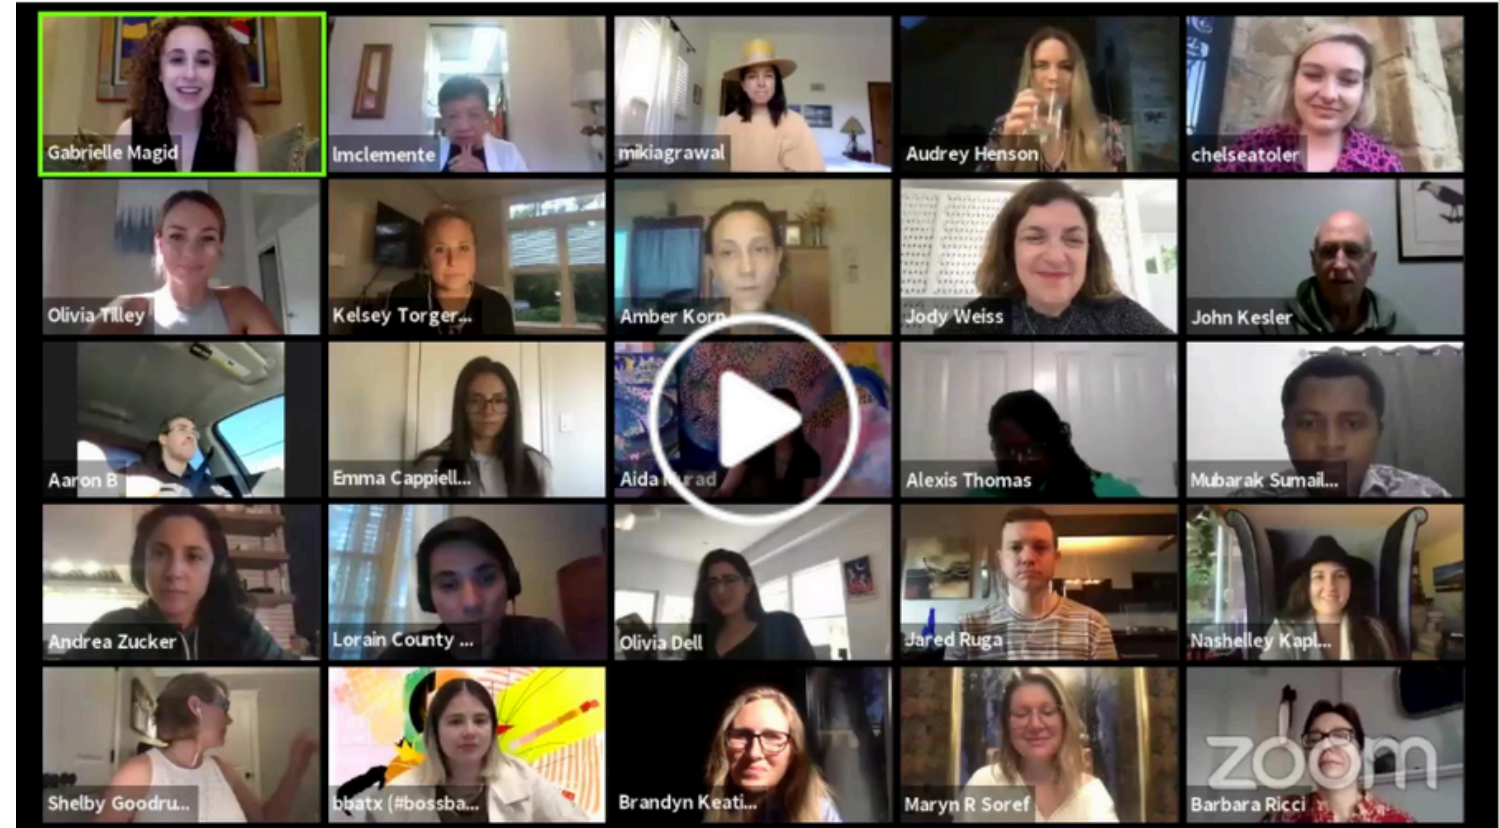 Gabrielle Magid
lmclemente
mikiagrawal
Audrey Henson
chelseatoler
Olivia Tilley
Kelsey Torger...
Amber Korn
Jody Weiss
John Kesler
Aaron B
Emma Cappiell...
Aida Murad
Alexis Thomas
Mubarak Sumail...
Andrea Zucker
Lorain County ...
Olivia Dell
Jared Ruga
Nashelley Kapl...
Shelby Goodru...
bbatx (#bossba...
Brandyn Keati...
Maryn R Soref
Barbara Ricci
zoom